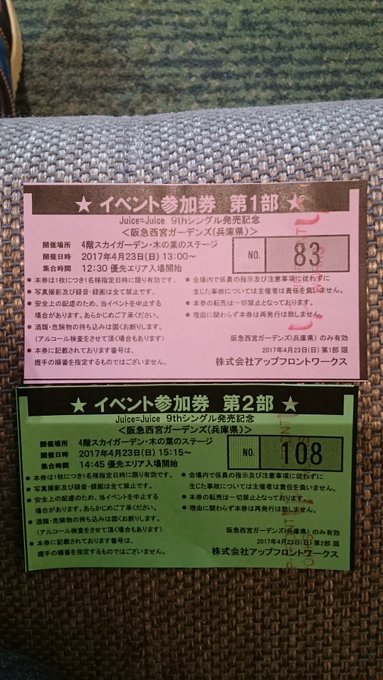 ★ イベント参加券 第1部 ★
Juice=Juice 9thシングル発売記念
<阪急西宮ガーデンズ(兵庫県)>
開催場所 4階スカイガーデン・木の葉のステージ
開催日時 2017年4月23日(日) 13:00~
集合時間 12:30 優先エリア入場開始
NO. 83
●本券は1枚につき1名様指定日時に限り有効です。
●写真撮影及び録音・録画は全て禁止です。
●安全上の配慮のため、当イベントを中止する
場合があります。あらかじめご了承ください。
●酒類・危険物の持ち込みは固くお断りします。
(アルコール検査をさせて頂く場合もあります)
●本券に記載されております番号は、
握手の順番を指定するものではございません。
●会場内で係員の指示及び注意事項に従わずに
生じた事故については主催者は責任を負いません。
●本券の転売は一切禁止となっております。
●理由に関わらず本券は再発行は致しません。
阪急西宮ガーデンズ(兵庫県)のみ有効
2017年4月23日(日) 第1部 限
株式会社アップフロントワークス
★ イベント参加券 第2部 ★
Juice=Juice 9thシングル発売記念
<阪急西宮ガーデンズ(兵庫県)>
開催場所 4階スカイガーデン・木の葉のステージ
開催日時 2017年4月23日(日) 15:15~
集合時間 14:45 優先エリア入場開始
NO. 108
●本券は1枚につき1名様指定日時に限り有効です。
●写真撮影及び録音・録画は全て禁止です。
●安全上の配慮のため、当イベントを中止する
場合があります。あらかじめご了承ください。
●酒類・危険物の持ち込みは固くお断りします。
(アルコール検査をさせて頂く場合もあります)
●本券に記載されております番号は、
握手の順番を指定するものではございません。
●会場内で係員の指示及び注意事項に従わずに
生じた事故については主催者は責任を負いません。
●本券の転売は一切禁止となっております。
●理由に関わらず本券は再発行は致しません。
阪急西宮ガーデンズ(兵庫県)のみ有効
2017年4月23日(日) 第2部 限
株式会社アップフロントワークス